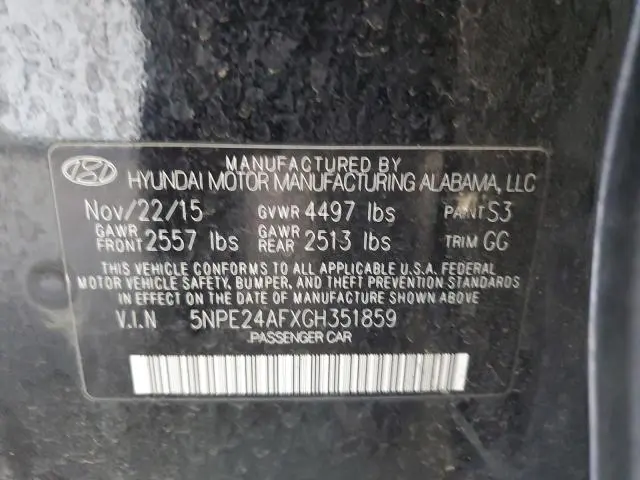 MANUFACTURED BY
HYUNDAI MOTOR MANUFACTURING ALABAMA, LLC
Nov/22/15 GVWR 4497 lbs PAINT S3
GAWR FRONT 2557 lbs GAWR REAR 2513 lbs TRIM GG
THIS VEHICLE CONFORMS TO ALL APPLICABLE U.S.A. FEDERAL
MOTOR VEHICLE SAFETY, BUMPER, AND THEFT PREVENTION STANDARDS
IN EFFECT ON THE DATE OF MANUFACTURE SHOWN ABOVE.
V.I.N 5NPE24AFXGH351859
PASSENGER CAR